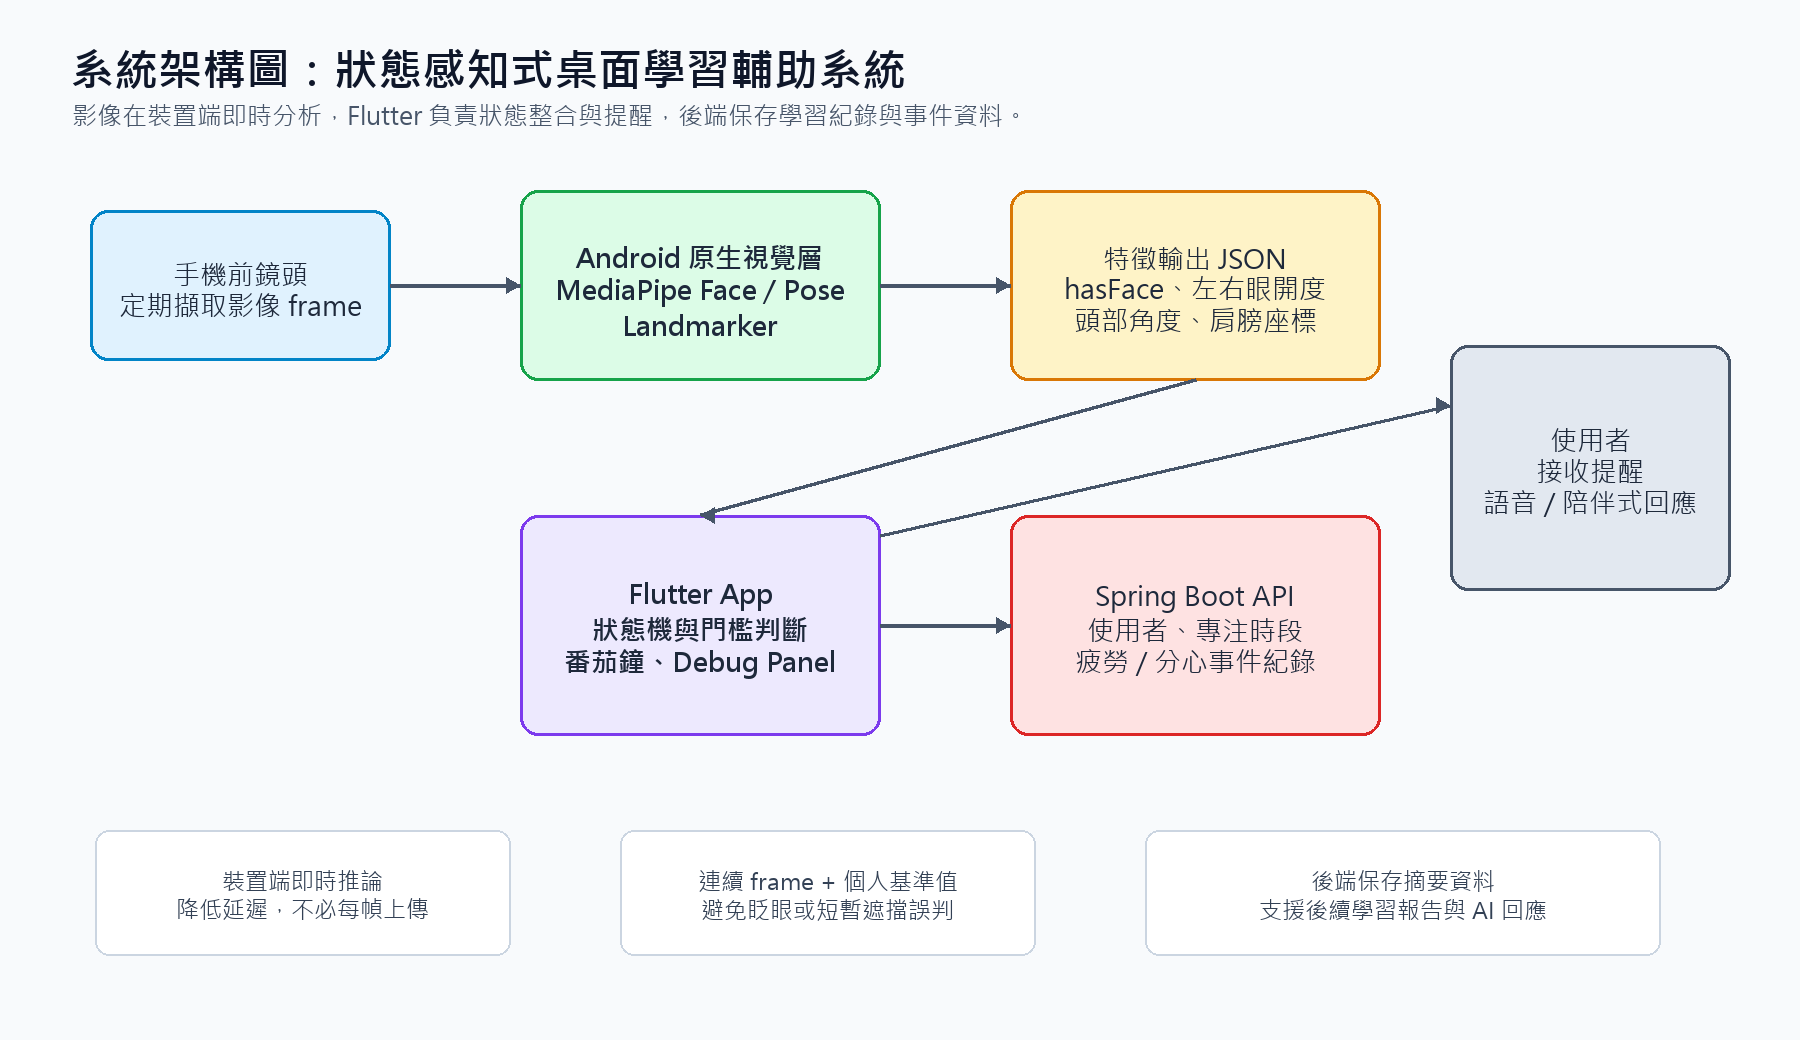 系統架構圖：狀態感知式桌面學習輔助系統
影像在裝置端即時分析，Flutter 負責狀態整合與提醒，後端保存學習紀錄與事件資料。
手機前鏡頭
定期擷取影像 frame
Android 原生視覺層
MediaPipe Face / Pose
Landmarker
特徵輸出 JSON
hasFace、左右眼開度
頭部角度、肩膀座標
使用者
接收提醒
語音 / 陪伴式回應
Flutter App
狀態機與門檻判斷
番茄鐘、Debug Panel
Spring Boot API
使用者、專注時段
疲勞 / 分心事件紀錄
裝置端即時推論
降低延遲，不必每幀上傳
連續 frame + 個人基準值
避免眨眼或短暫遮擋誤判
後端保存摘要資料
支援後續學習報告與 AI 回應